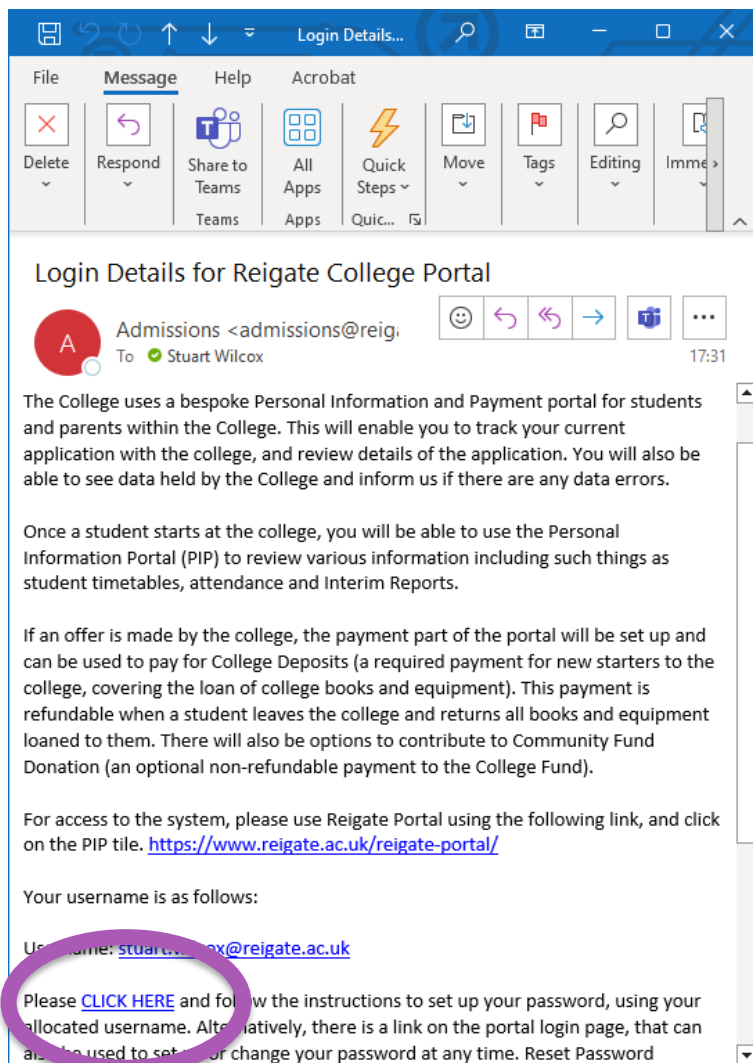 Login Details...
File Message Help Acrobat
Delete Respond Share to Teams All Apps Quick Steps Move Tags Editing Imme
Teams Apps Quic...
Login Details for Reigate College Portal
A
Admissions <admissions@reig
To Stuart Wilcox 17:31
The College uses a bespoke Personal Information and Payment portal for students
and parents within the College. This will enable you to track your current
application with the college, and review details of the application. You will also be
able to see data held by the College and inform us if there are any data errors.
Once a student starts at the college, you will be able to use the Personal
Information Portal (PIP) to review various information including such things as
student timetables, attendance and Interim Reports.
If an offer is made by the college, the payment part of the portal will be set up and
can be used to pay for College Deposits (a required payment for new starters to the
college, covering the loan of college books and equipment). This payment is
refundable when a student leaves the college and returns all books and equipment
loaned to them. There will also be options to contribute to Community Fund
Donation (an optional non-refundable payment to the College Fund).
For access to the system, please use Reigate Portal using the following link, and click
on the PIP tile. https://www.reigate.ac.uk/reigate-portal/
Your username is as follows:
Username: stuart.wilcox@reigate.ac.uk
Please CLICK HERE and follow the instructions to set up your password, using your
allocated username. Alternatively, there is a link on the portal login page, that can
also be used to set or change your password at any time. Reset Password